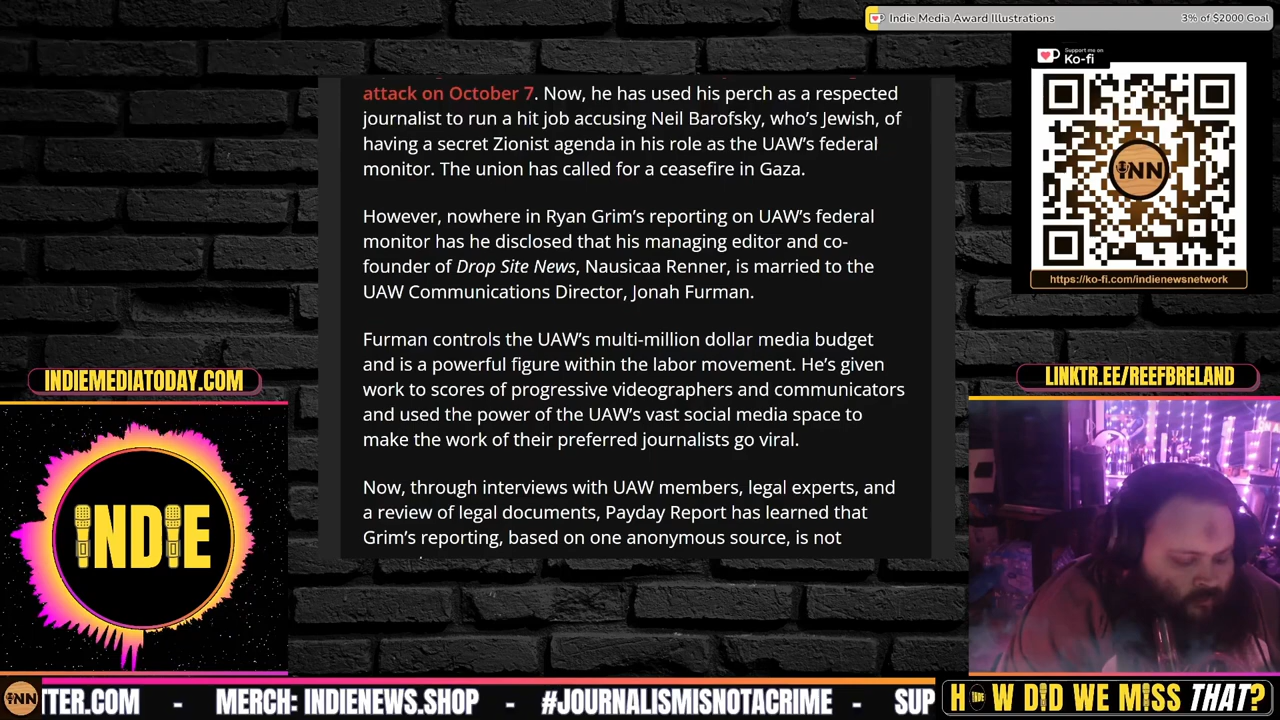 Indie Media Award Illustrations
3% of $2000 Goal
Support me on
Ko-fi
INN
https://ko-fi.com/indienewsnetwork
attack on October 7. Now, he has used his perch as a respected
journalist to run a hit job accusing Neil Barofsky, who's Jewish, of
having a secret Zionist agenda in his role as the UAW's federal
monitor. The union has called for a ceasefire in Gaza.
However, nowhere in Ryan Grim's reporting on UAW's federal
monitor has he disclosed that his managing editor and co-
founder of Drop Site News, Nausicaa Renner, is married to the
UAW Communications Director, Jonah Furman.
Furman controls the UAW's multi-million dollar media budget
and is a powerful figure within the labor movement. He's given
work to scores of progressive videographers and communicators
and used the power of the UAW's vast social media space to
make the work of their preferred journalists go viral.
Now, through interviews with UAW members, legal experts, and
a review of legal documents, Payday Report has learned that
Grim's reporting, based on one anonymous source, is not
INDIEMEDIATODAY.COM
LINKTR.EE/REEFBRELAND
INDIE
INN
TTER.COM - MERCH: INDIENEWS.SHOP - #JOURNALISMISNOTACRIME - SUP
HOW DID WE MISS THAT?